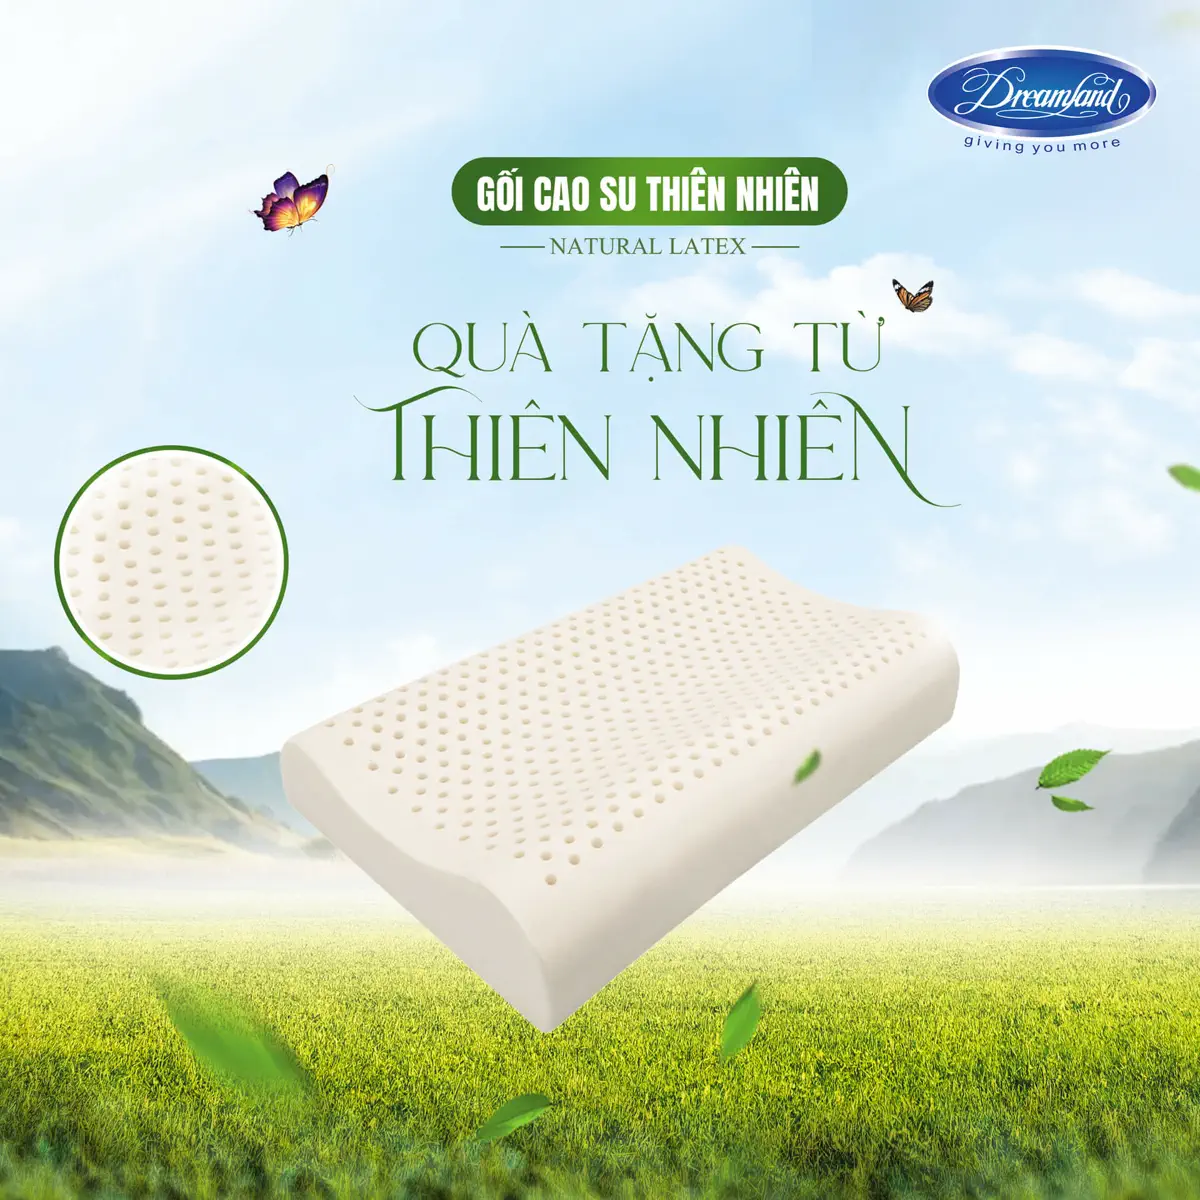 Dreamland
giving you more
GỐI CAO SU THIÊN NHIÊN
NATURAL LATEX
QUÀ TẶNG TỪ
THIÊN NHIÊN